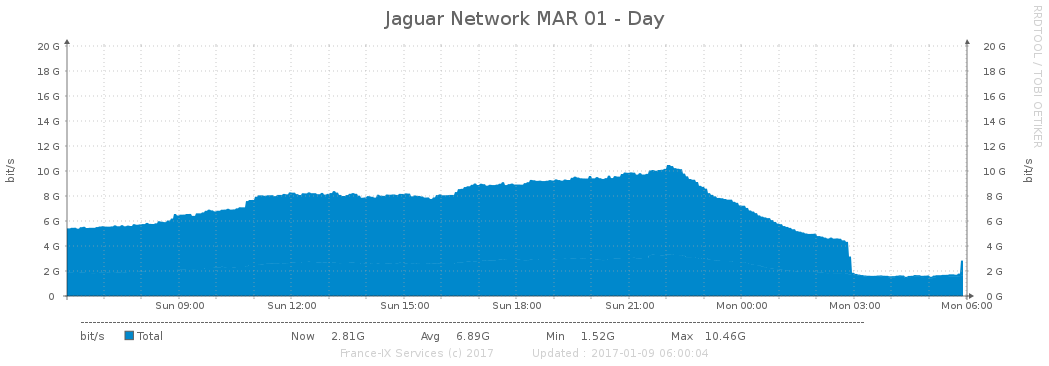 Jaguar Network MAR 01 - Day
RRDTOOL / TOBI OETIKER
bit/s
20 G 20 G
18 G 18 G
16 G 16 G
14 G 14 G
12 G 12 G
10 G 10 G
8 G 8 G
6 G 6 G
4 G 4 G
2 G 2 G
0 0 G
bit/s
Sun 09:00 Sun 12:00 Sun 15:00 Sun 18:00 Sun 21:00 Mon 00:00 Mon 03:00 Mon 06:00
bit/s Total Now 2.81G Avg 6.89G Min 1.52G Max 10.46G
France-IX Services (c) 2017 Updated : 2017-01-09 06:00:04